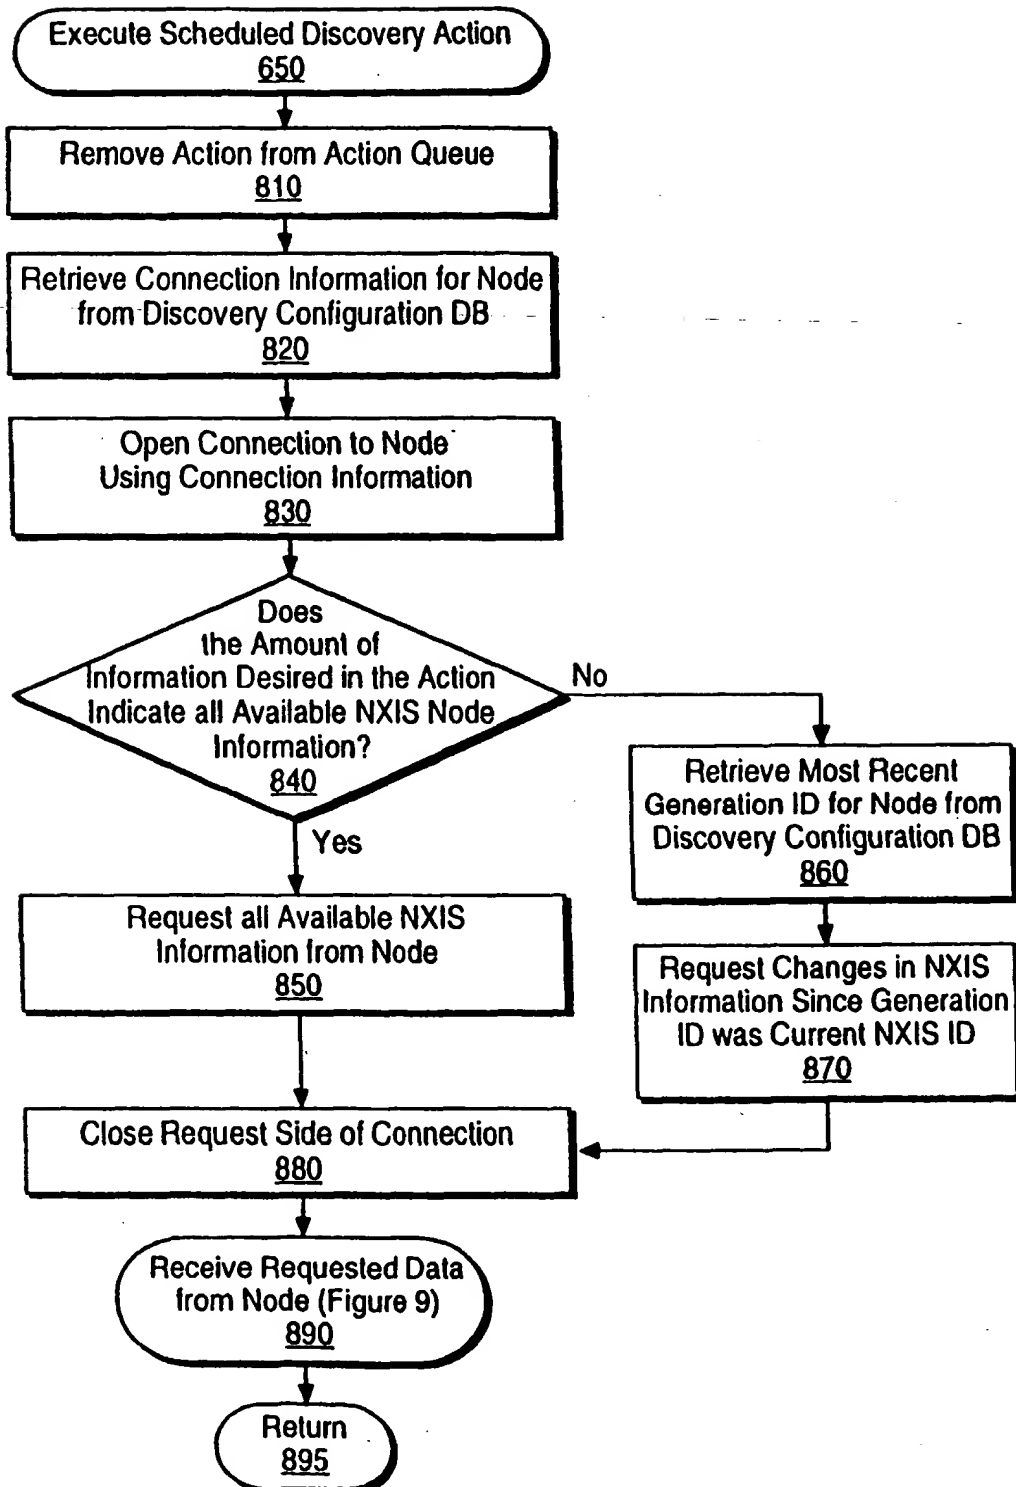 Execute Scheduled Discovery Action
650
Remove Action from Action Queue
810
Retrieve Connection Information for Node
from Discovery Configuration DB
820
Open Connection to Node
Using Connection Information
830
Does
the Amount of
Information Desired in the Action
Indicate all Available NXIS Node
Information?
840
No
Yes
Retrieve Most Recent
Generation ID for Node from
Discovery Configuration DB
860
Request all Available NXIS
Information from Node
850
Request Changes in NXIS
Information Since Generation
ID was Current NXIS ID
870
Close Request Side of Connection
880
Receive Requested Data
from Node (Figure 9)
890
Return
895